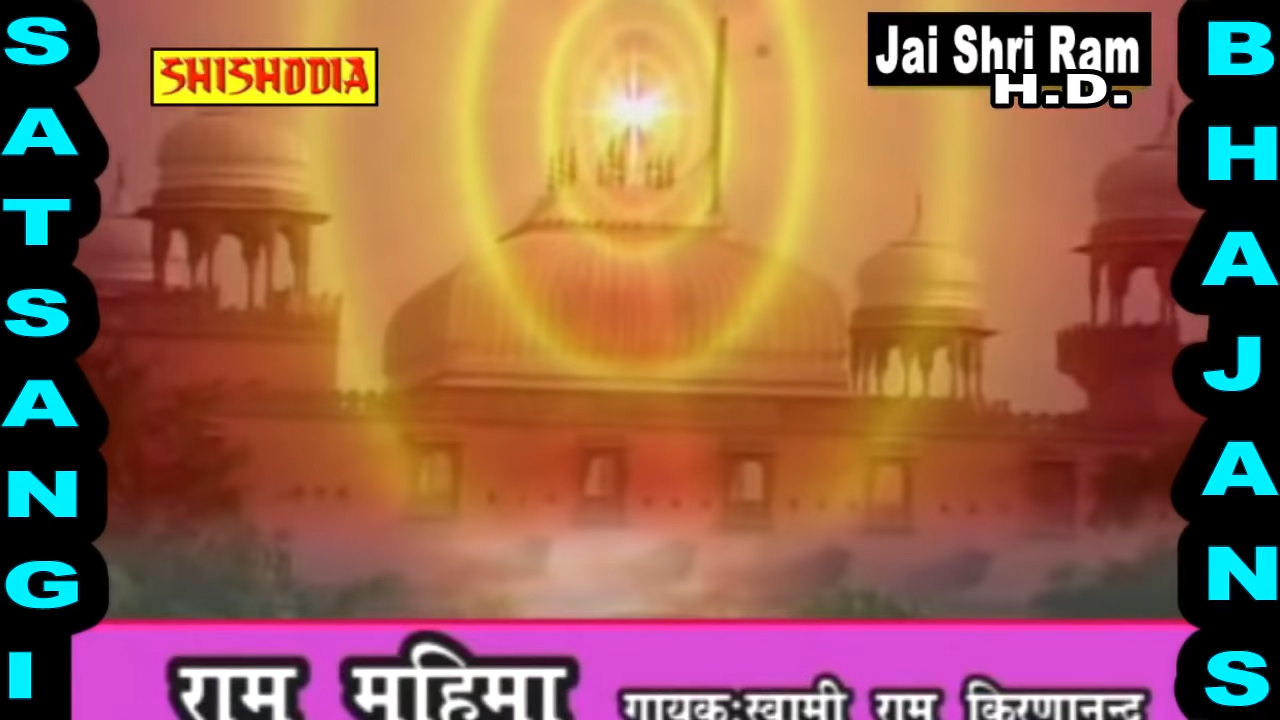 SATSANGI
SHISHODIA
Jai Shri Ram
H.D.
BHAJANS
राम महिमा
गायक:स्वामी राम किरणानन्द